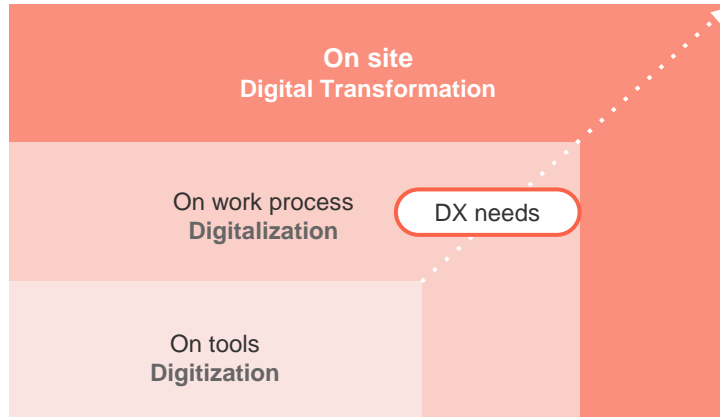 On site
Digital Transformation
On work process
Digitalization
DX needs
On tools
Digitization